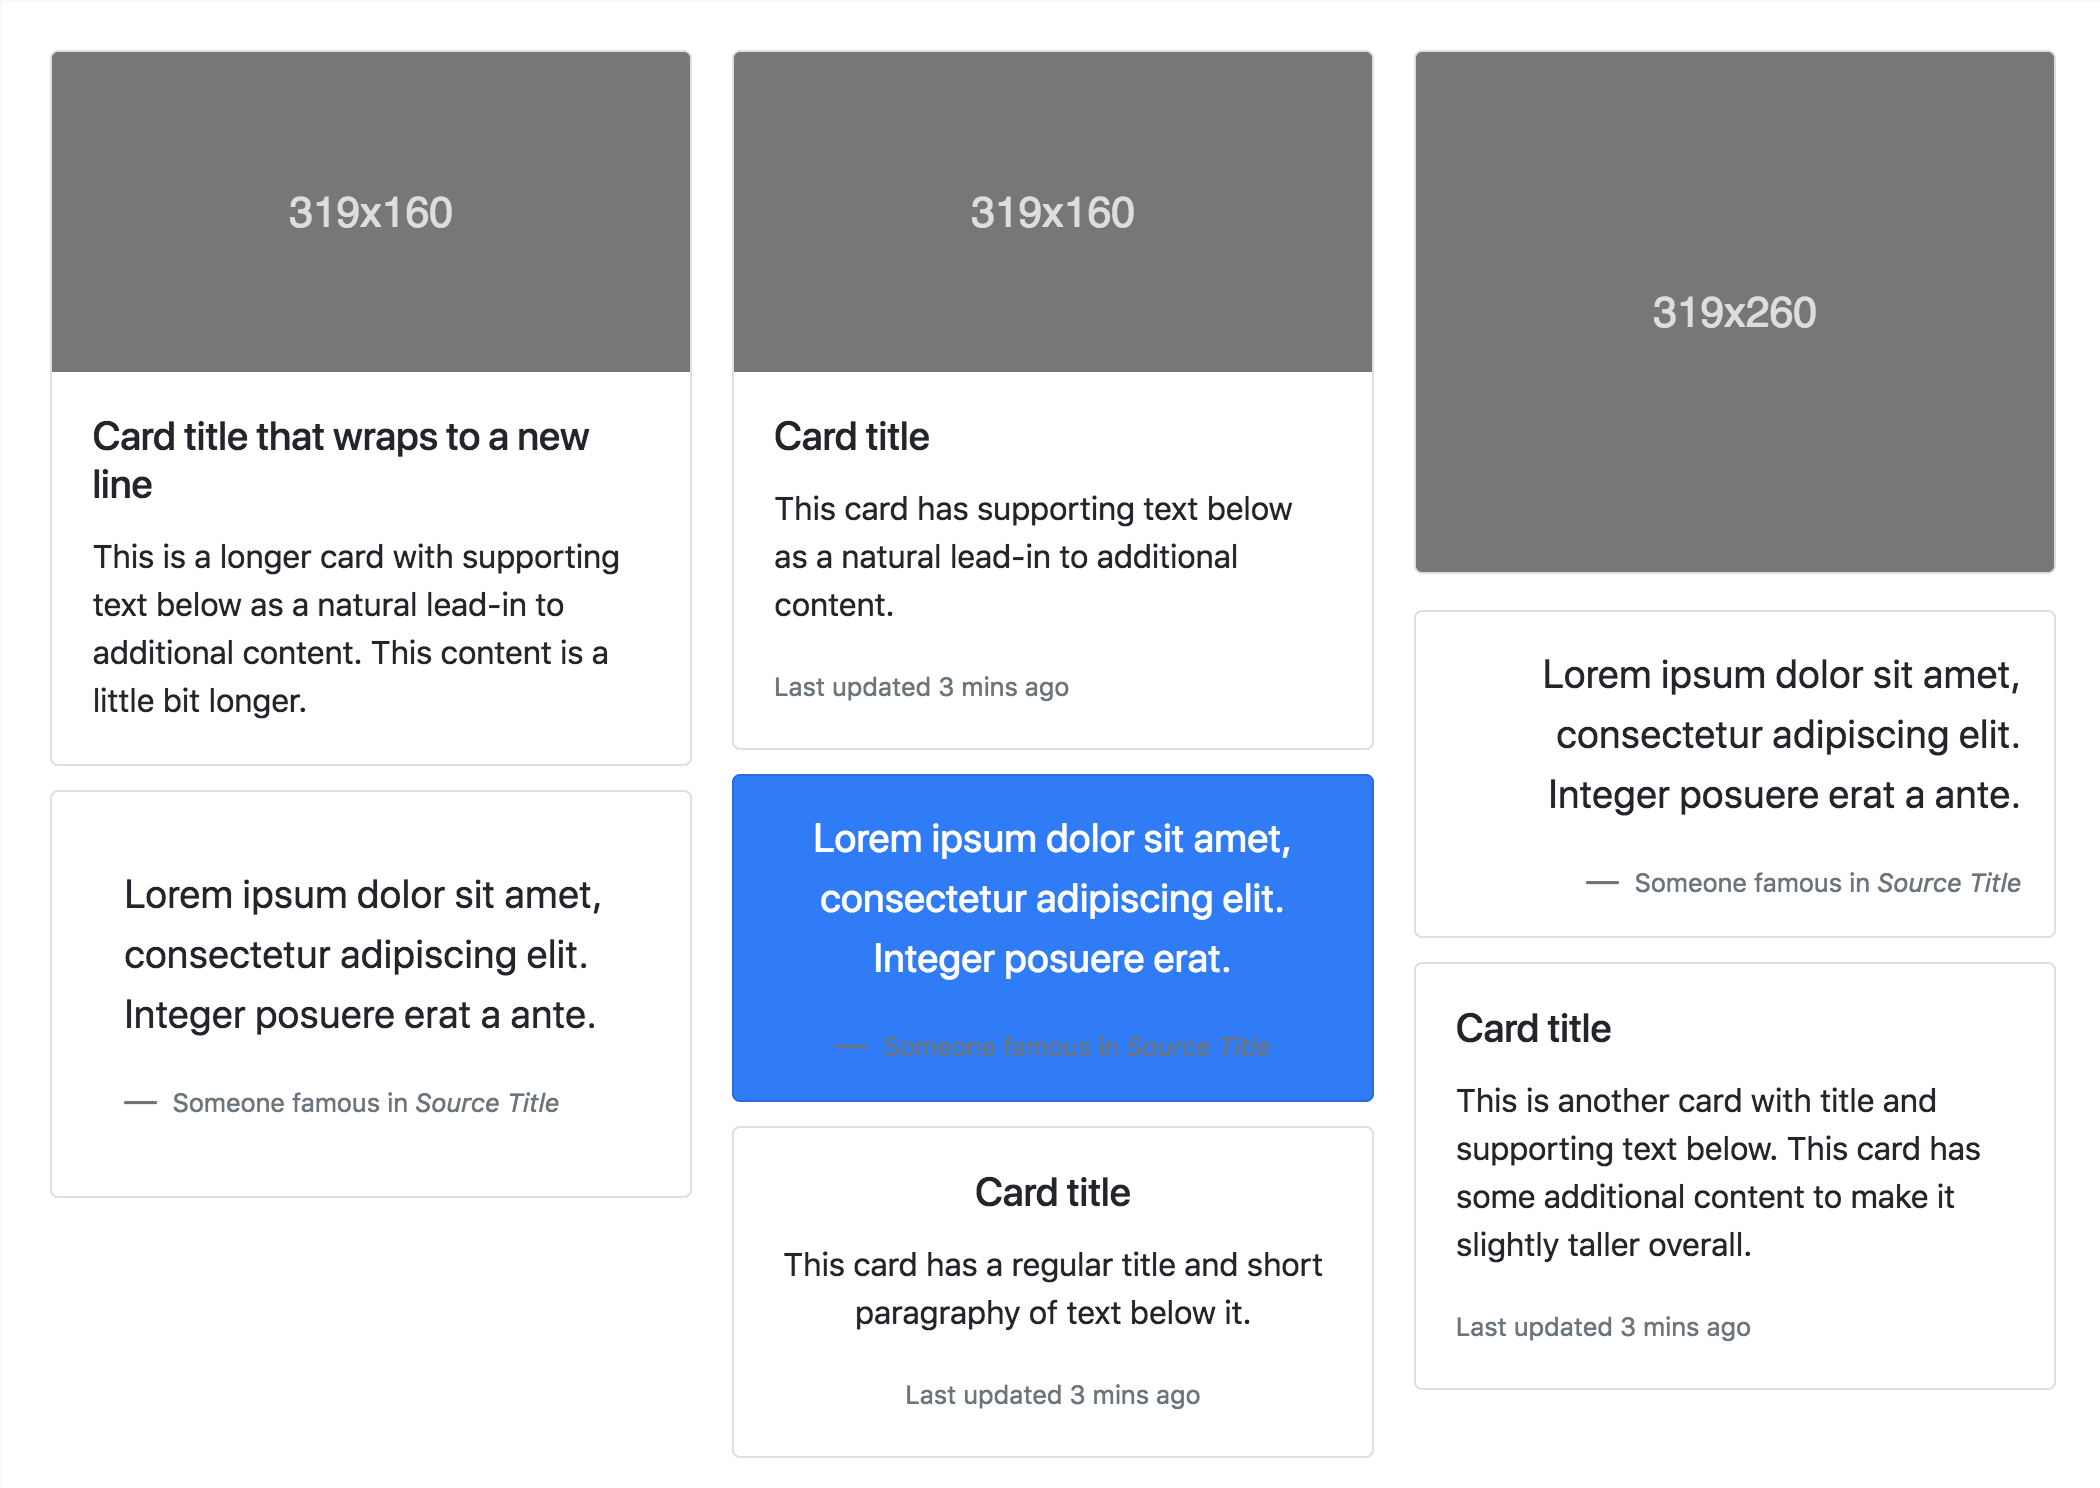 319x160
Card title that wraps to a new
line
This is a longer card with supporting
text below as a natural lead-in to
additional content. This content is a
little bit longer.
Lorem ipsum dolor sit amet,
consectetur adipiscing elit.
Integer posuere erat a ante.
— Someone famous in Source Title
319x160
Card title
This card has supporting text below
as a natural lead-in to additional
content.
Last updated 3 mins ago
Lorem ipsum dolor sit amet,
consectetur adipiscing elit.
Integer posuere erat.
— Someone famous in Source Title
Card title
This card has a regular title and short
paragraphy of text below it.
Last updated 3 mins ago
319x260
Lorem ipsum dolor sit amet,
consectetur adipiscing elit.
Integer posuere erat a ante.
— Someone famous in Source Title
Card title
This is another card with title and
supporting text below. This card has
some additional content to make it
slightly taller overall.
Last updated 3 mins ago